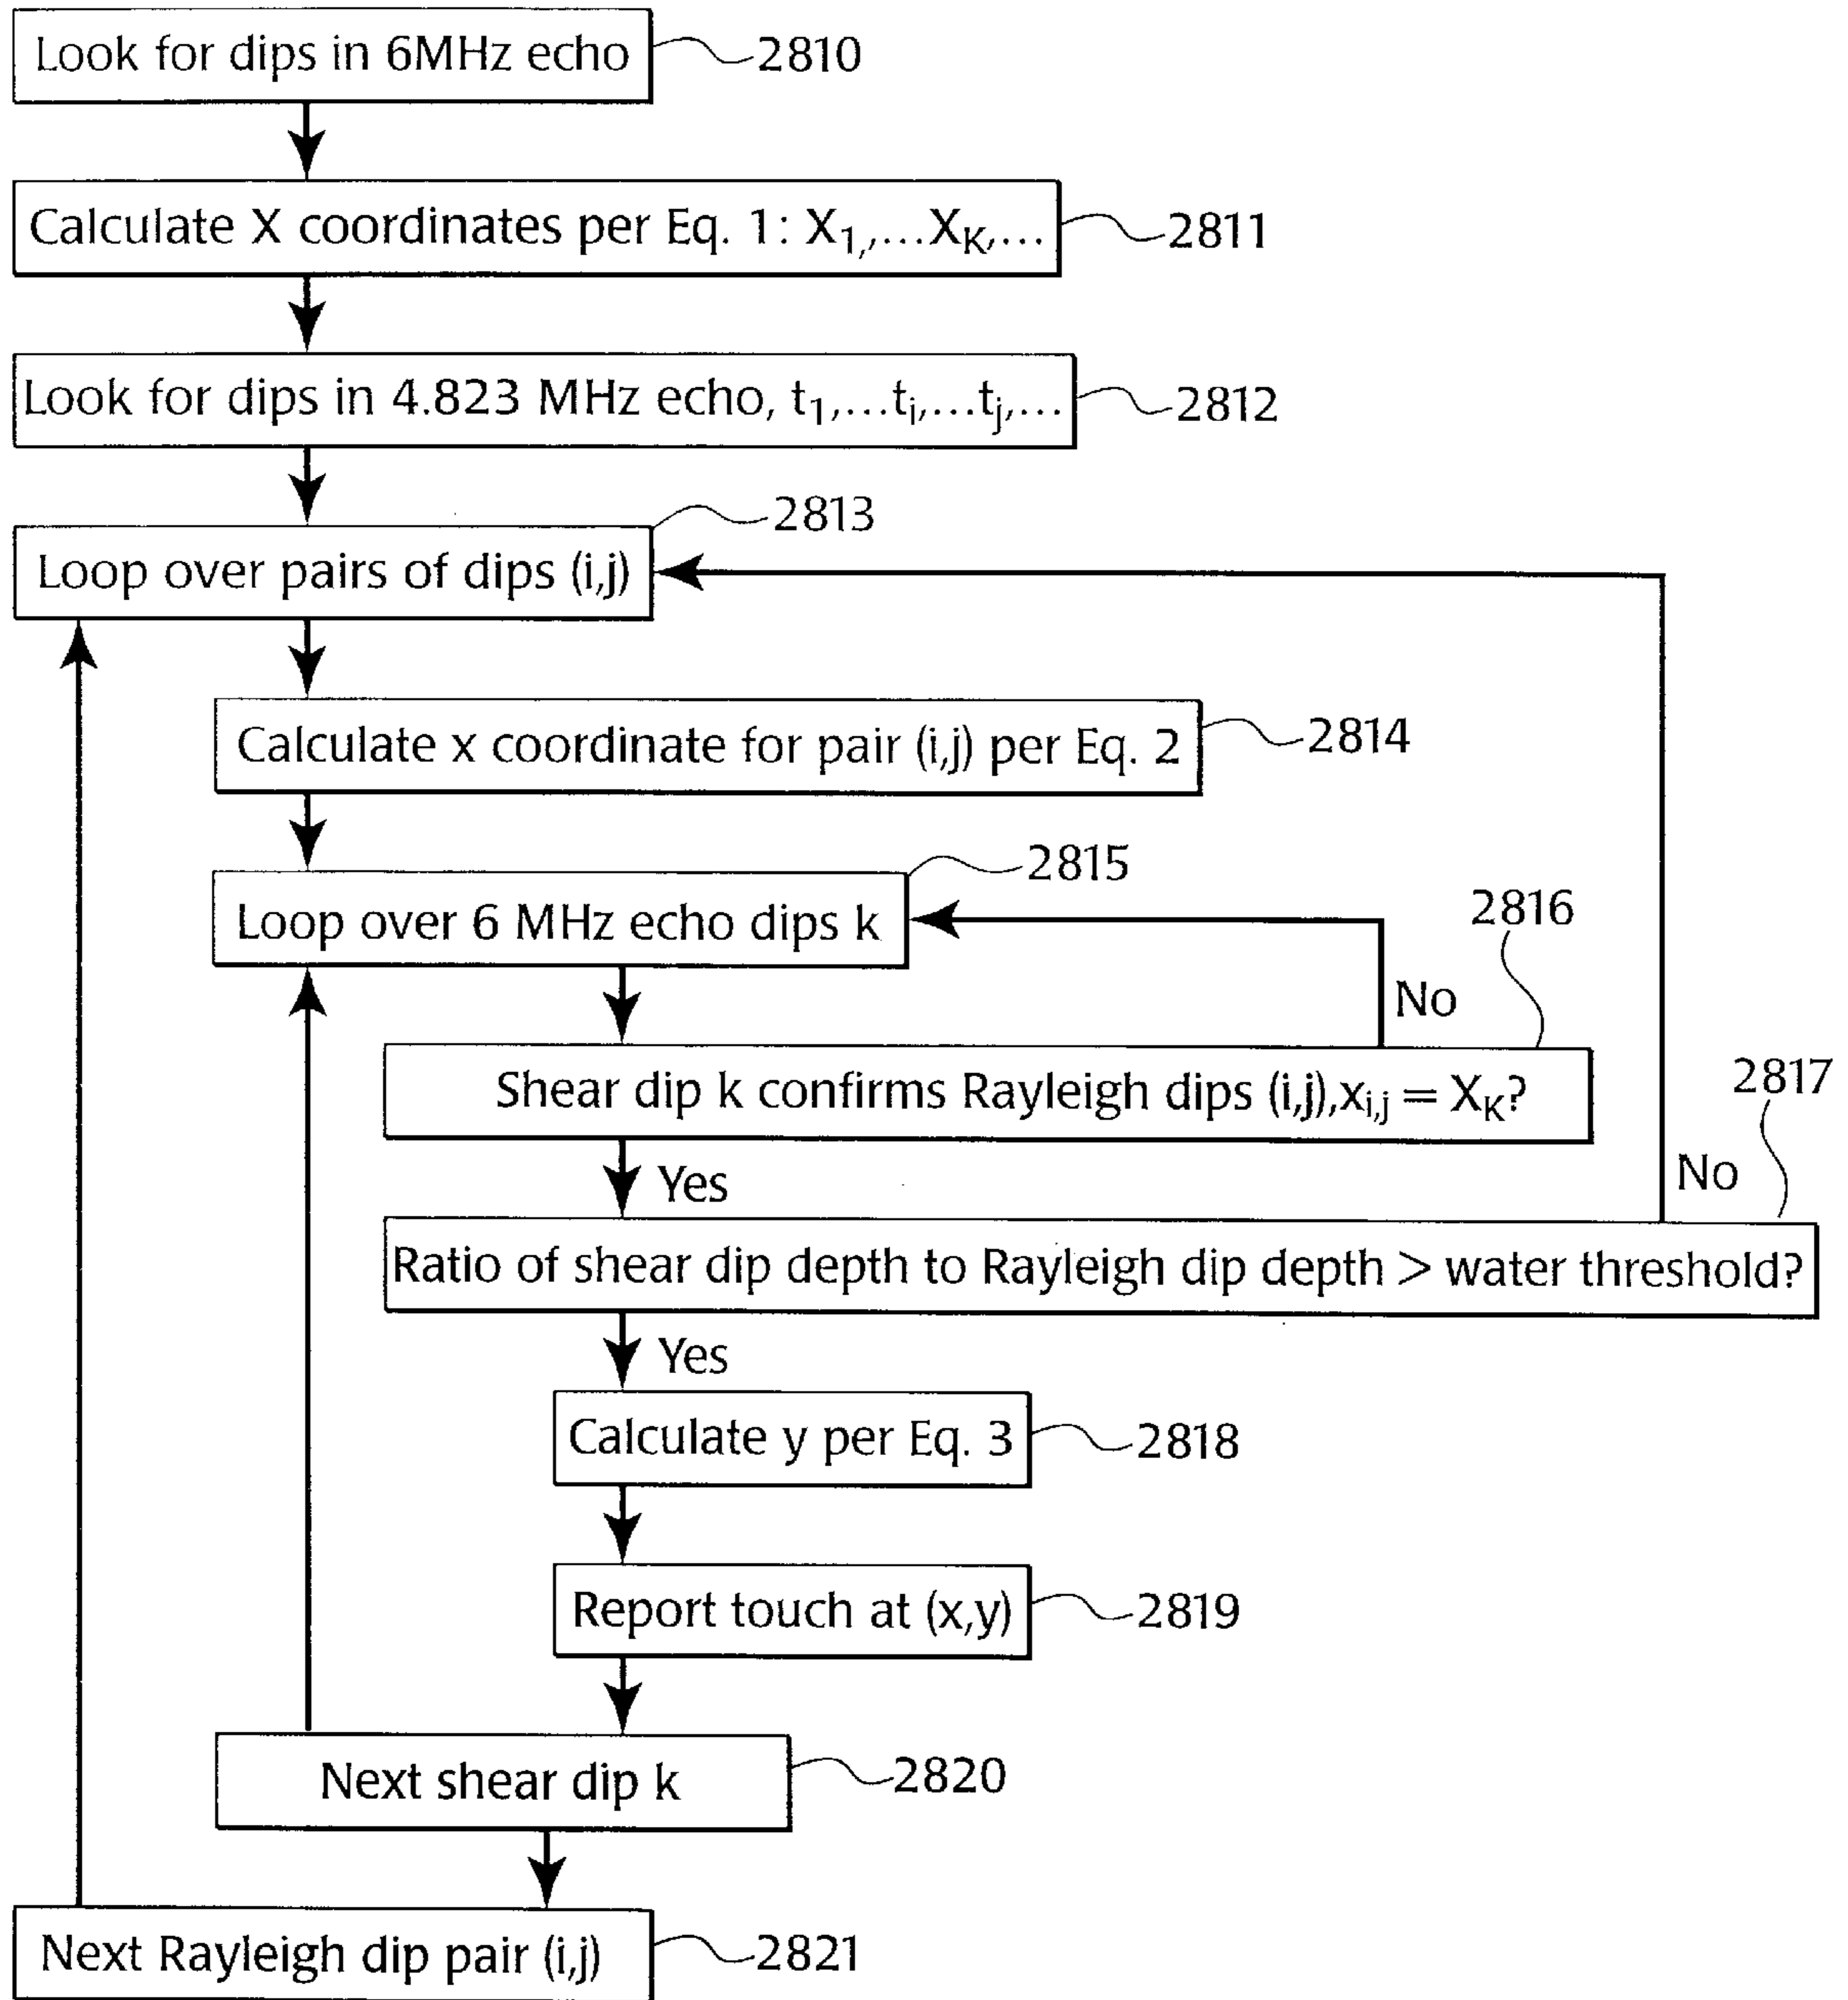 Look for dips in 6MHz echo
2810
Calculate X coordinates per Eq. 1: X₁,,...X_K,...
2811
Look for dips in 4.823 MHz echo, t₁,...tᵢ,...tⱼ,...
2812
2813
Loop over pairs of dips (i,j)
Calculate x coordinate for pair (i,j) per Eq. 2
2814
2815
Loop over 6 MHz echo dips k
2816
No
Shear dip k confirms Rayleigh dips (i,j),x_{i,j} = X_K?
2817
Yes
No
Ratio of shear dip depth to Rayleigh dip depth > water threshold?
Yes
Calculate y per Eq. 3
2818
Report touch at (x,y)
2819
Next shear dip k
2820
Next Rayleigh dip pair (i,j)
2821